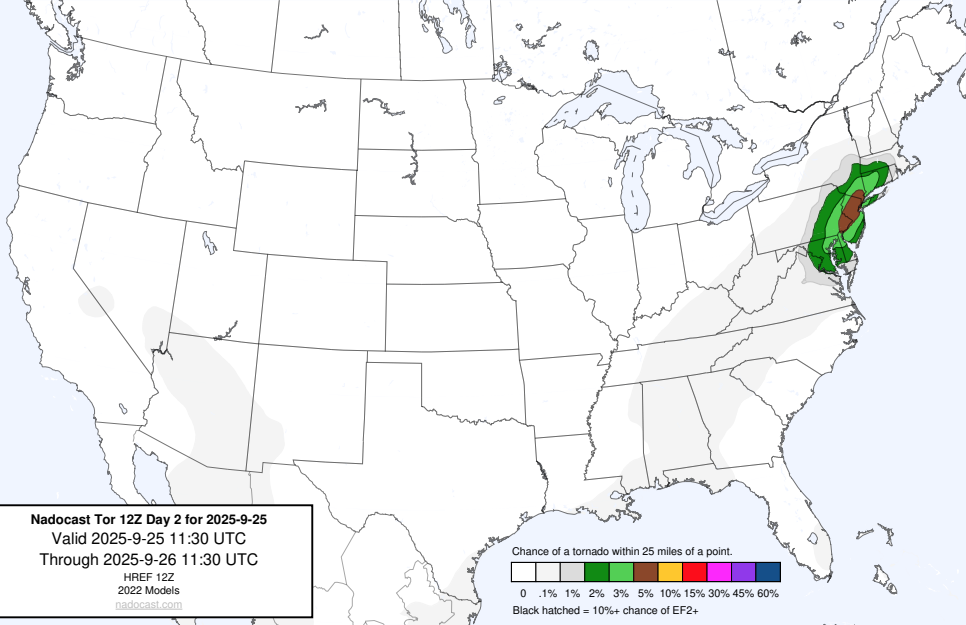 Nadocast Tor 12Z Day 2 for 2025-9-25
Valid 2025-9-25 11:30 UTC
Through 2025-9-26 11:30 UTC
HREF 12Z
2022 Models
nadocast.com
Chance of a tornado within 25 miles of a point.
0 .1% 1% 2% 3% 5% 10% 15% 30% 45% 60%
Black hatched = 10%+ chance of EF2+